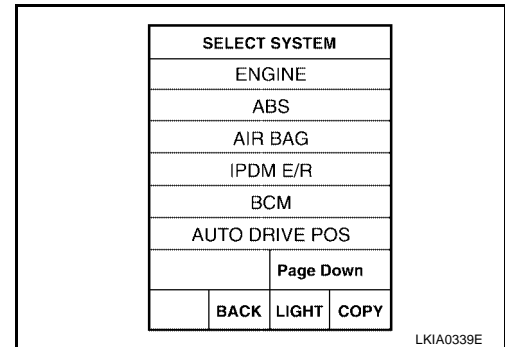 SELECT SYSTEM
ENGINE
ABS
AIR BAG
IPDM E/R
BCM
AUTO DRIVE POS
Page Down
BACK LIGHT COPY
LKIA0339E